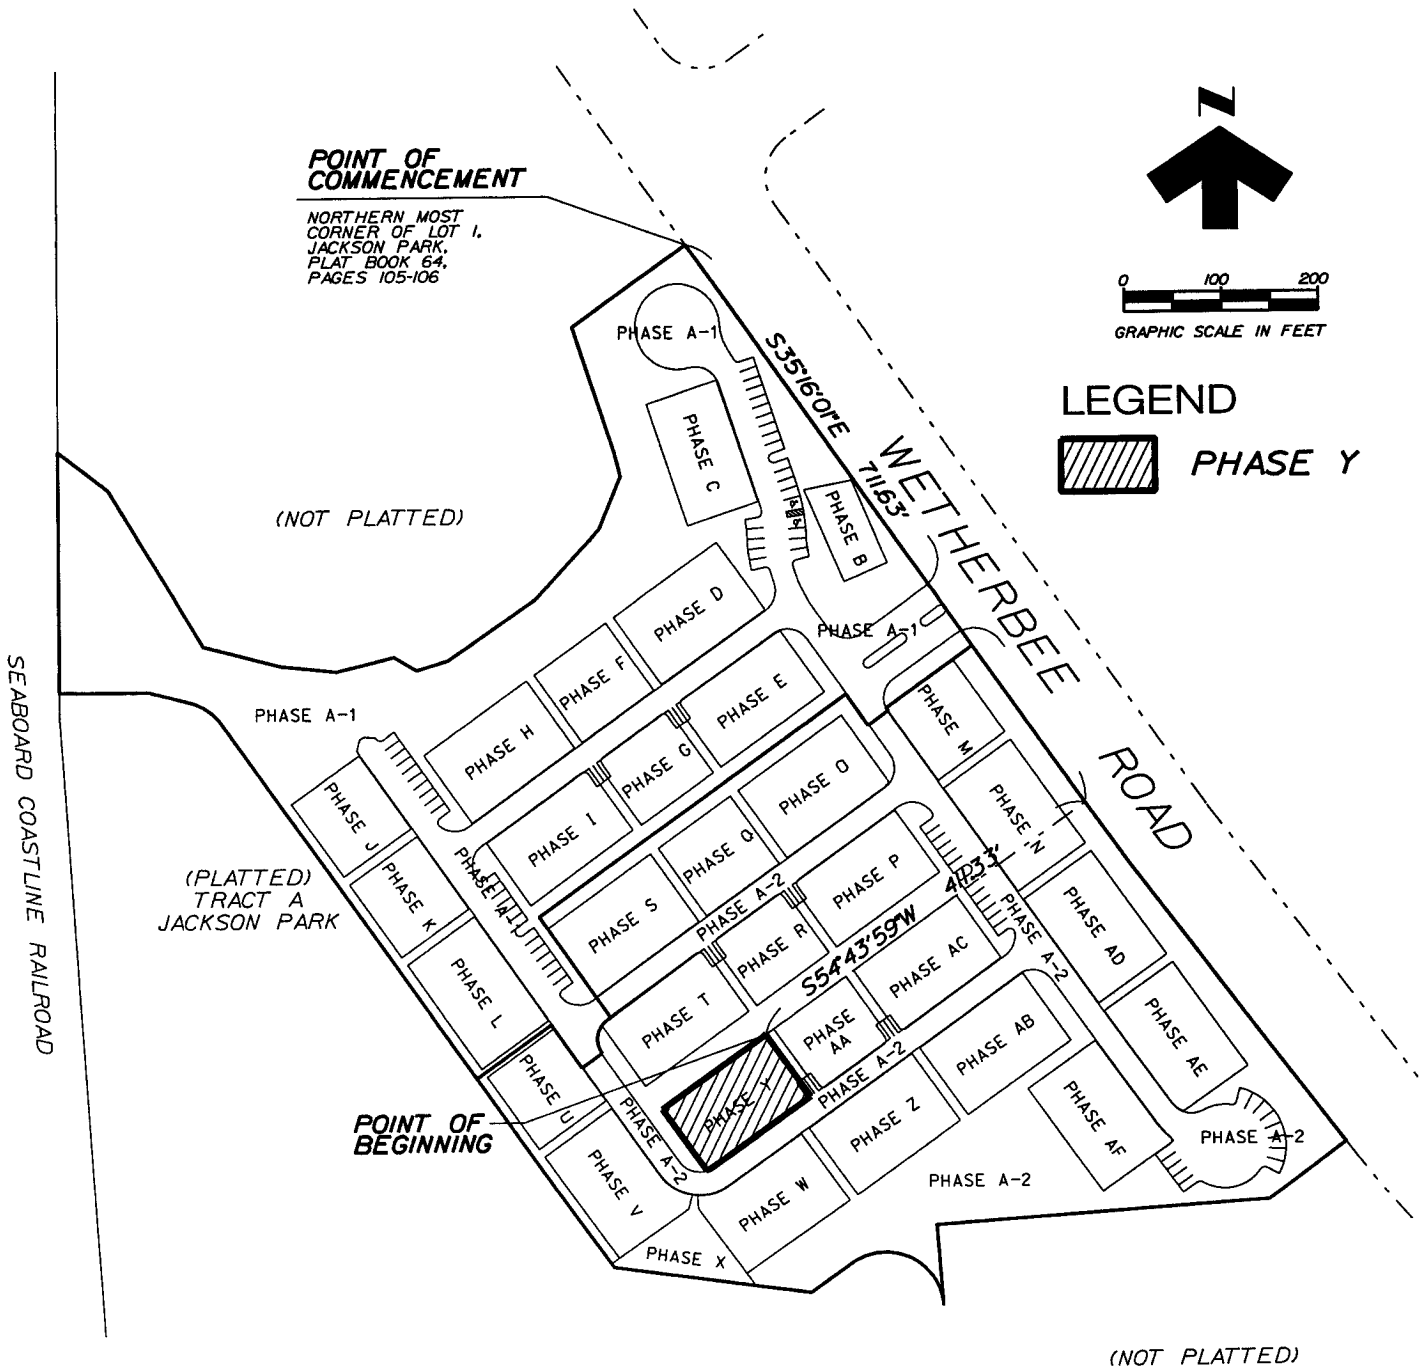 POINT OF
COMMENCEMENT
NORTHERN MOST
CORNER OF LOT 1,
JACKSON PARK,
PLAT BOOK 64,
PAGES 105-106
N
0 100 200
GRAPHIC SCALE IN FEET
LEGEND
PHASE Y
PHASE A-1
S35°16'01"E
711.63'
WETHERBEE ROAD
PHASE C
PHASE B
(NOT PLATTED)
PHASE D
PHASE A-1
PHASE F
PHASE E
PHASE H
PHASE G
PHASE M
PHASE A-1
PHASE I
PHASE O
PHASE N
PHASE J
PHASE A-1
PHASE Q
PHASE P
411.33'
PHASE K
PHASE S
PHASE A-2
PHASE R
S54°43'59"W
PHASE AC
PHASE A-2
PHASE AD
(PLATTED)
TRACT A
JACKSON PARK
SEABOARD COASTLINE RAILROAD
PHASE L
PHASE T
PHASE
AA
PHASE AB
PHASE AE
PHASE U
PHASE Y
PHASE A-2
PHASE Z
PHASE AF
PHASE A-2
POINT OF
BEGINNING
PHASE A-2
PHASE V
PHASE W
PHASE A-2
PHASE X
(NOT PLATTED)